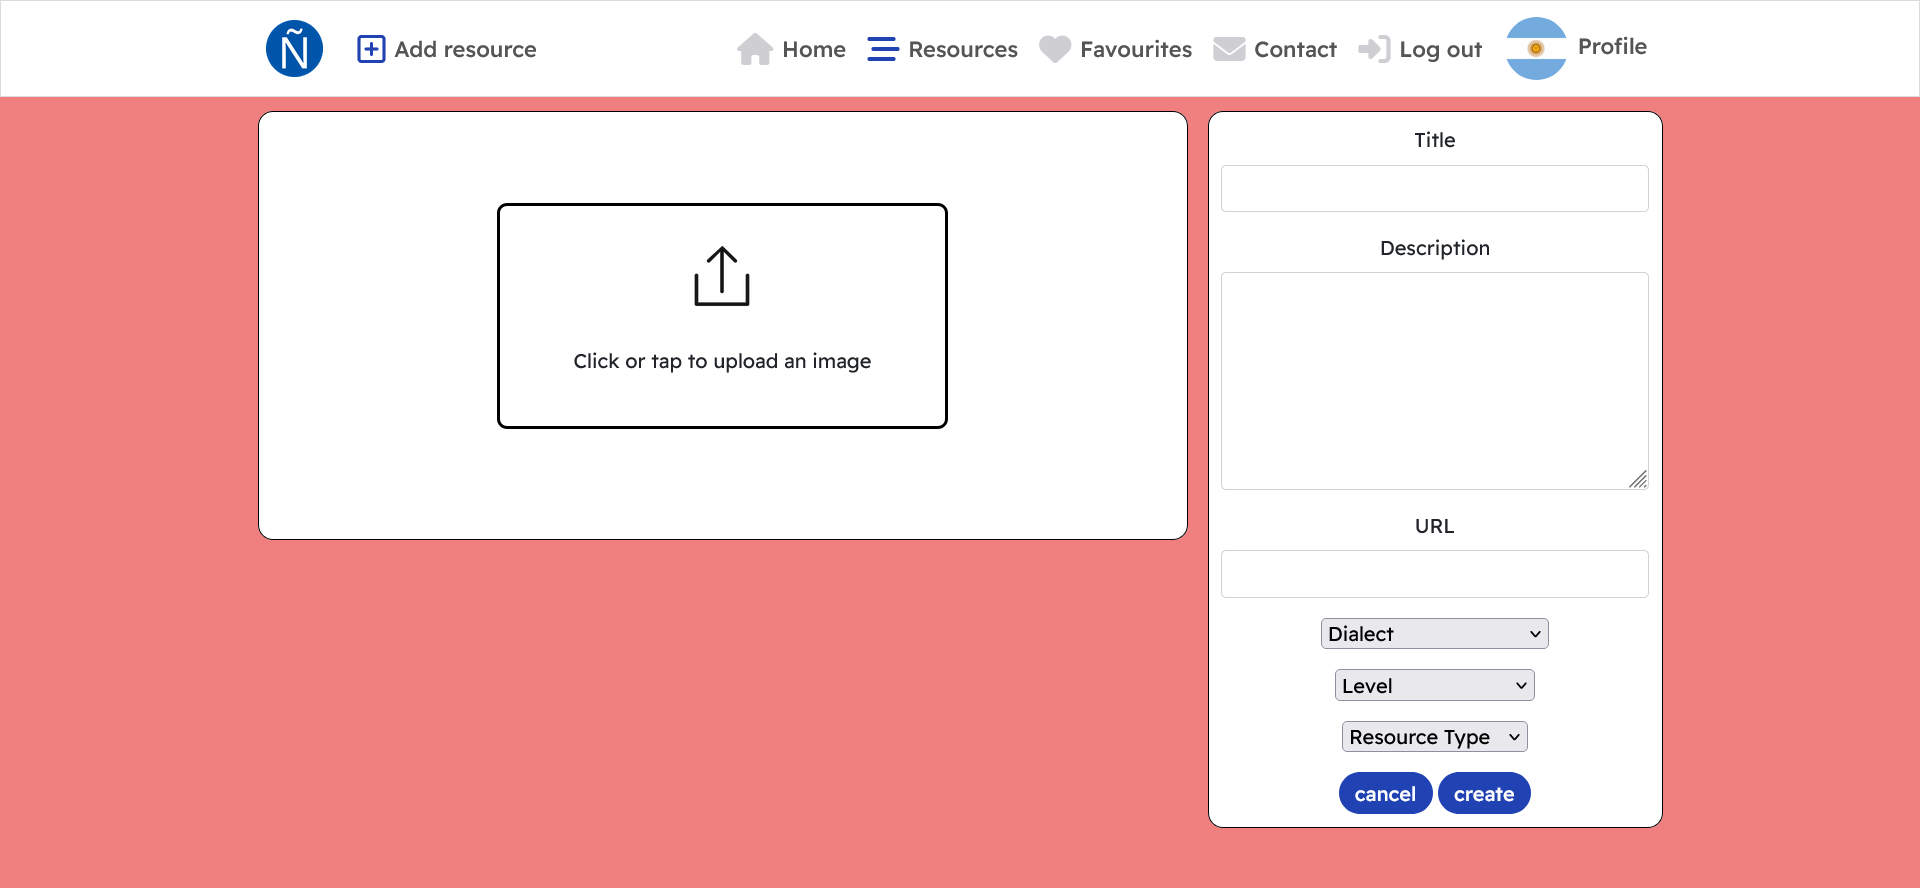 Ñ
Add resource
Home
Resources
Favourites
Contact
Log out
Profile
Click or tap to upload an image
Title
Description
URL
Dialect
Level
Resource Type
cancel
create